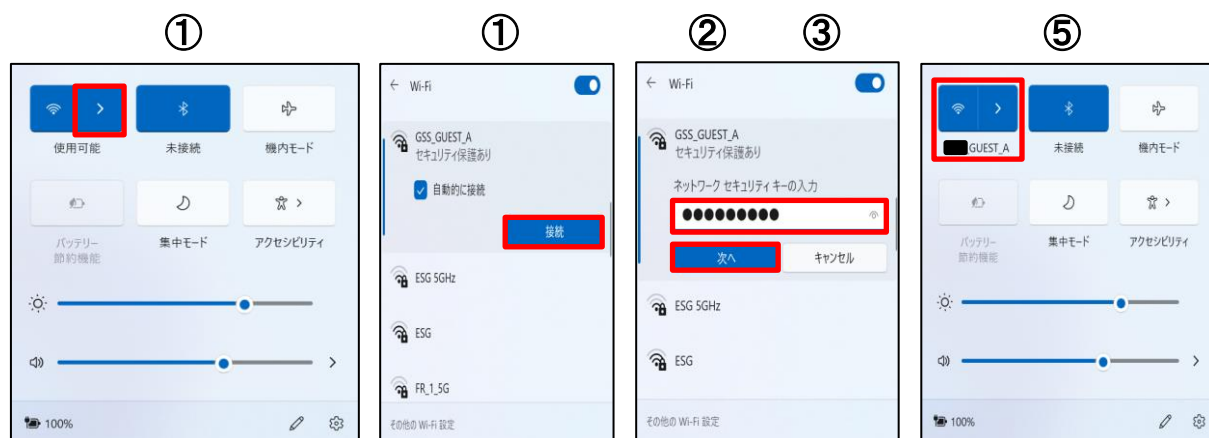 ①
使用可能
未接続
機内モード
バッテリー
節約機能
集中モード
アクセシビリティ
100%
①
Wi-Fi
GSS_GUEST_A
セキュリティ保護あり
自動的に接続
接続
ESG 5GHz
ESG
FR_1_5G
その他の Wi-Fi 設定
② ③
Wi-Fi
GSS_GUEST_A
セキュリティ保護あり
ネットワーク セキュリティ キーの入力
●●●●●●●●●
次へ
キャンセル
ESG 5GHz
ESG
その他の Wi-Fi 設定
⑤
GUEST_A
未接続
機内モード
バッテリー
節約機能
集中モード
アクセシビリティ
100%